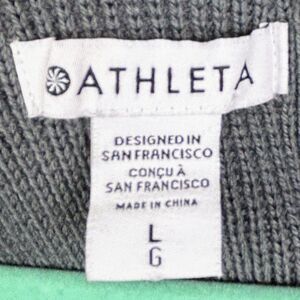 ATHLETA
DESIGNED IN
SAN FRANCISCO
CONÇU À
SAN FRANCISCO
MADE IN CHINA
L
G